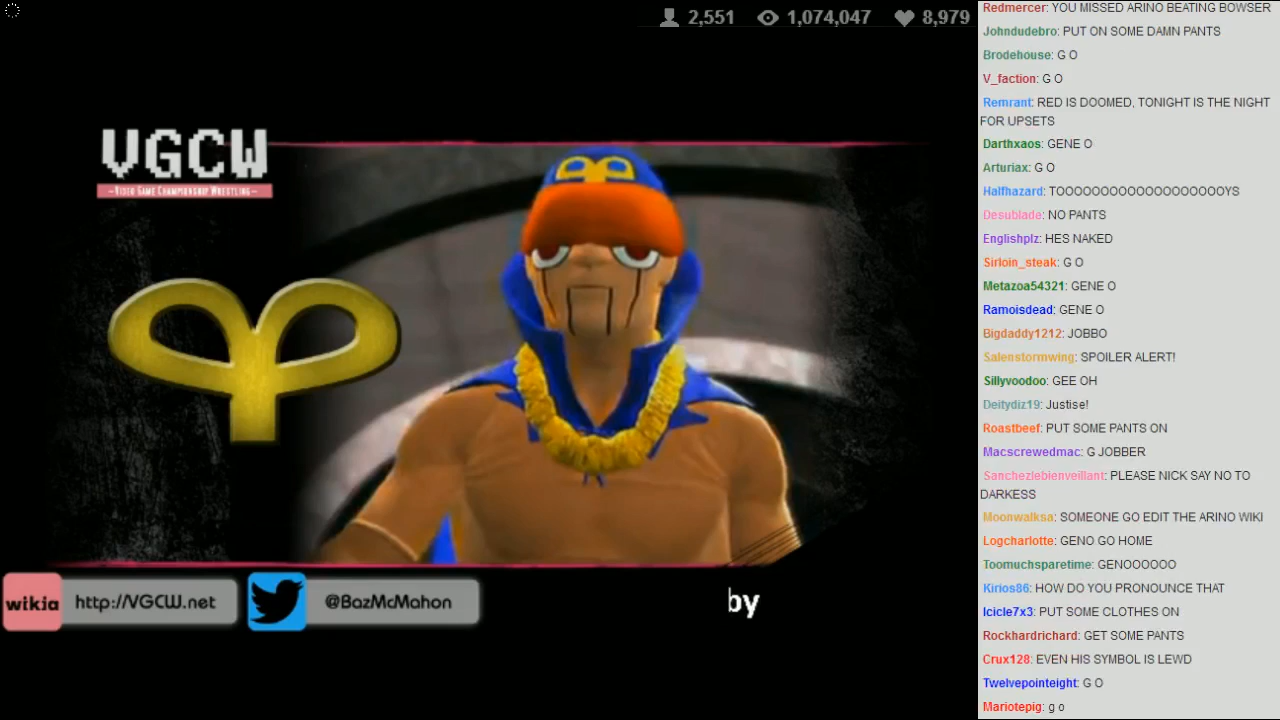 2,551 1,074,047 8,979
VGCW
-VIDEO GAME CHAMPIONSHIP WRESTLING-
wikia http://VGCW.net @BazMcMahon
by
Redmercer: YOU MISSED ARINO BEATING BOWSER
Johndudebro: PUT ON SOME DAMN PANTS
Brodehouse: G O
V_faction: G O
Remrant: RED IS DOOMED, TONIGHT IS THE NIGHT
FOR UPSETS
Darthxaos: GENE O
Arturiax: G O
Halfhazard: TOOOOOOOOOOOOOOOOOOOYS
Desublade: NO PANTS
Englishplz: HES NAKED
Sirloin_steak: G O
Metazoa54321: GENE O
Ramoisdead: GENE O
Bigdaddy1212: JOBBO
Salenstormwing: SPOILER ALERT!
Sillyvoodoo: GEE OH
Deitydiz19: Justise!
Roastbeef: PUT SOME PANTS ON
Macscrewedmac: G JOBBER
Sanchezlebienveillant: PLEASE NICK SAY NO TO
DARKESS
Moonwalksa: SOMEONE GO EDIT THE ARINO WIKI
Logcharlotte: GENO GO HOME
Toomuchsparetime: GENOOOOOO
Kirios86: HOW DO YOU PRONOUNCE THAT
Icicle7x3: PUT SOME CLOTHES ON
Rockhardrichard: GET SOME PANTS
Crux128: EVEN HIS SYMBOL IS LEWD
Twelvepointeight: G O
Mariotepig: g o